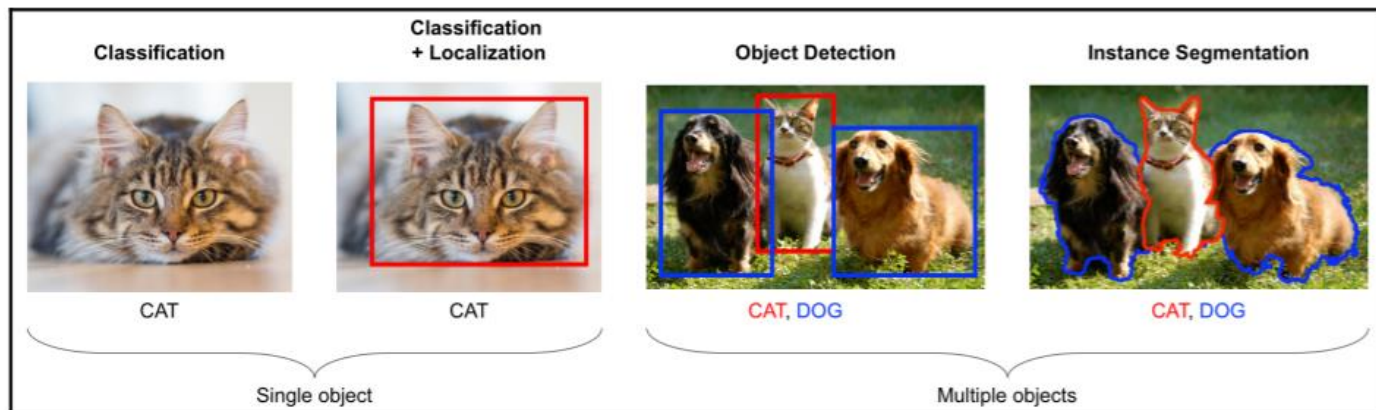 Classification
Classification
+ Localization
Object Detection
Instance Segmentation
CAT
CAT
CAT, DOG
CAT, DOG
Single object
Multiple objects